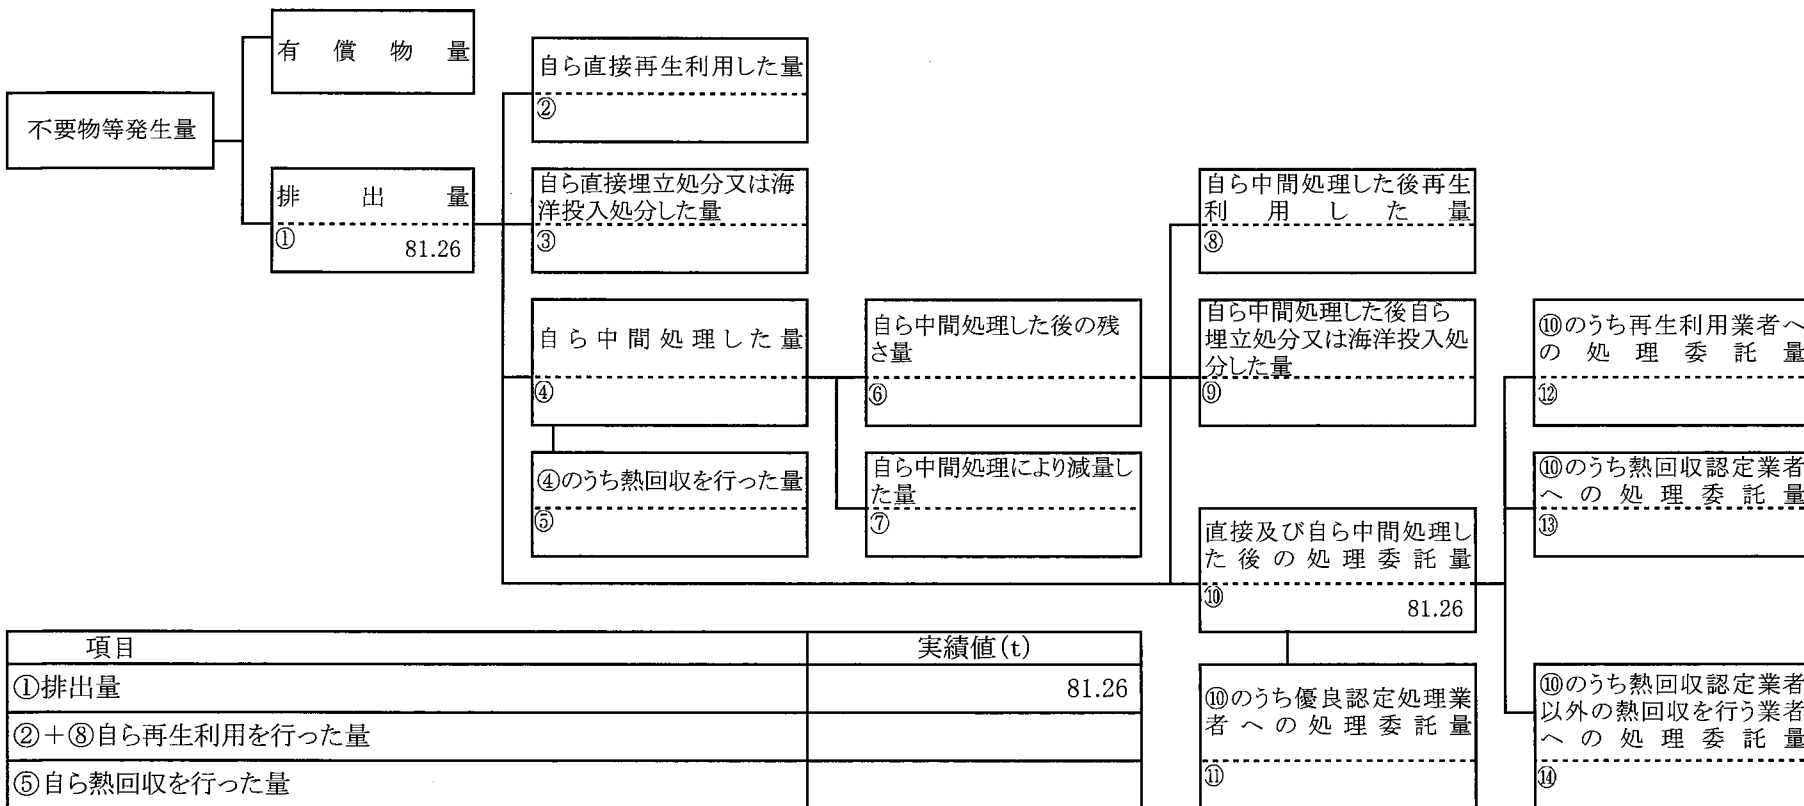 有償物量
不要物等発生量
排出量
①
81.26
自ら直接再生利用した量
②
自ら直接埋立処分又は海
洋投入処分した量
③
自ら中間処理した量
④
④のうち熱回収を行った量
⑤
自ら中間処理した後の残
さ量
⑥
自ら中間処理により減量し
た量
⑦
自ら中間処理した後再生
利用した量
⑧
自ら中間処理した後自ら
埋立処分又は海洋投入処
分した量
⑨
直接及び自ら中間処理し
た後の処理委託量
⑩
81.26
⑩のうち優良認定処理業
者への処理委託量
⑪
⑩のうち再生利用業者へ
の処理委託量
⑫
⑩のうち熱回収認定業者
への処理委託量
⑬
⑩のうち熱回収認定業者
以外の熱回収を行う業者
への処理委託量
⑭
項目 実績値(t)
①排出量 81.26
②+⑧自ら再生利用を行った量
⑤自ら熱回収を行った量